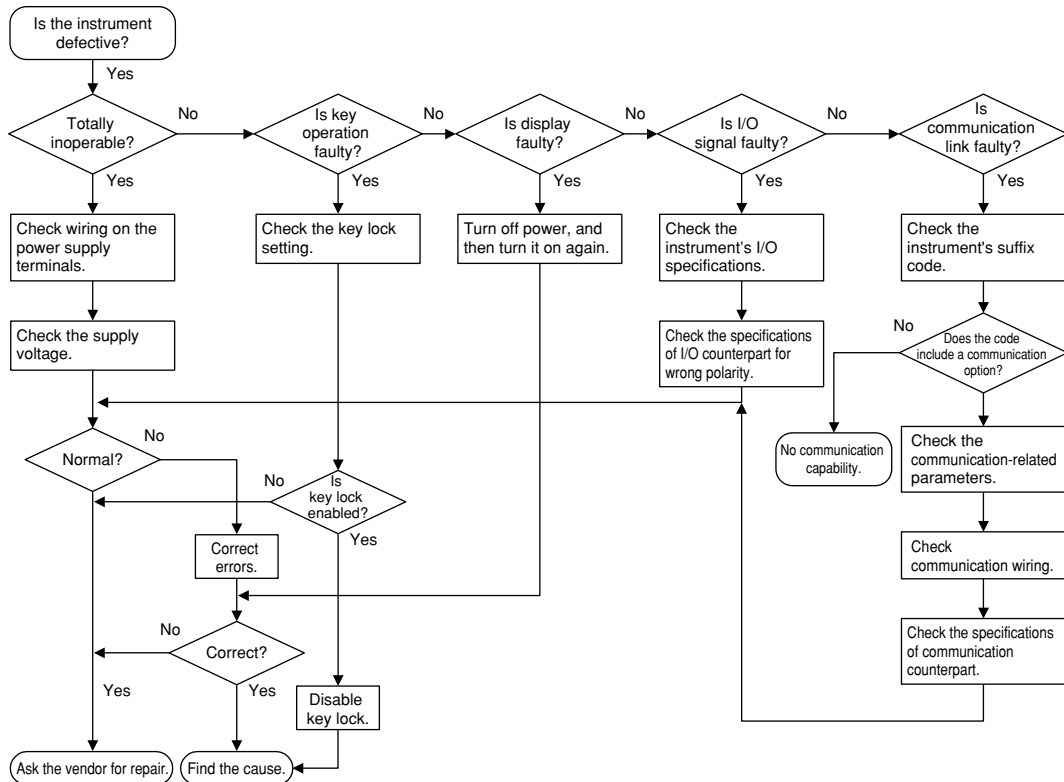 Is the instrument
defective?
Yes
Totally
inoperable?
No
Is key
operation
faulty?
No
Is display
faulty?
No
Is I/O
signal faulty?
No
Is
communication
link faulty?
Yes
Yes
Yes
Yes
Yes
Check wiring on the
power supply
terminals.
Check the key lock
setting.
Turn off power, and
then turn it on again.
Check the
instrument's I/O
specifications.
Check the
instrument's suffix
code.
Check the supply
voltage.
Check the specifications
of I/O counterpart for
wrong polarity.
No
Does the code
include a communication
option?
No communication
capability.
Check the
communication-related
parameters.
Normal?
No
No
Is
key lock
enabled?
Yes
Correct
errors.
Check
communication wiring.
No
Correct?
Check the specifications
of communication
counterpart.
Yes
Yes
Disable
key lock.
Ask the vendor for repair.
Find the cause.